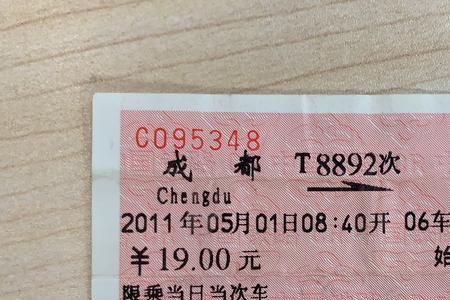 C095348
成都 T8892次
Chengdu
2011年05月01日08:40开 06车
￥19.00元 始
限乘当日当次车